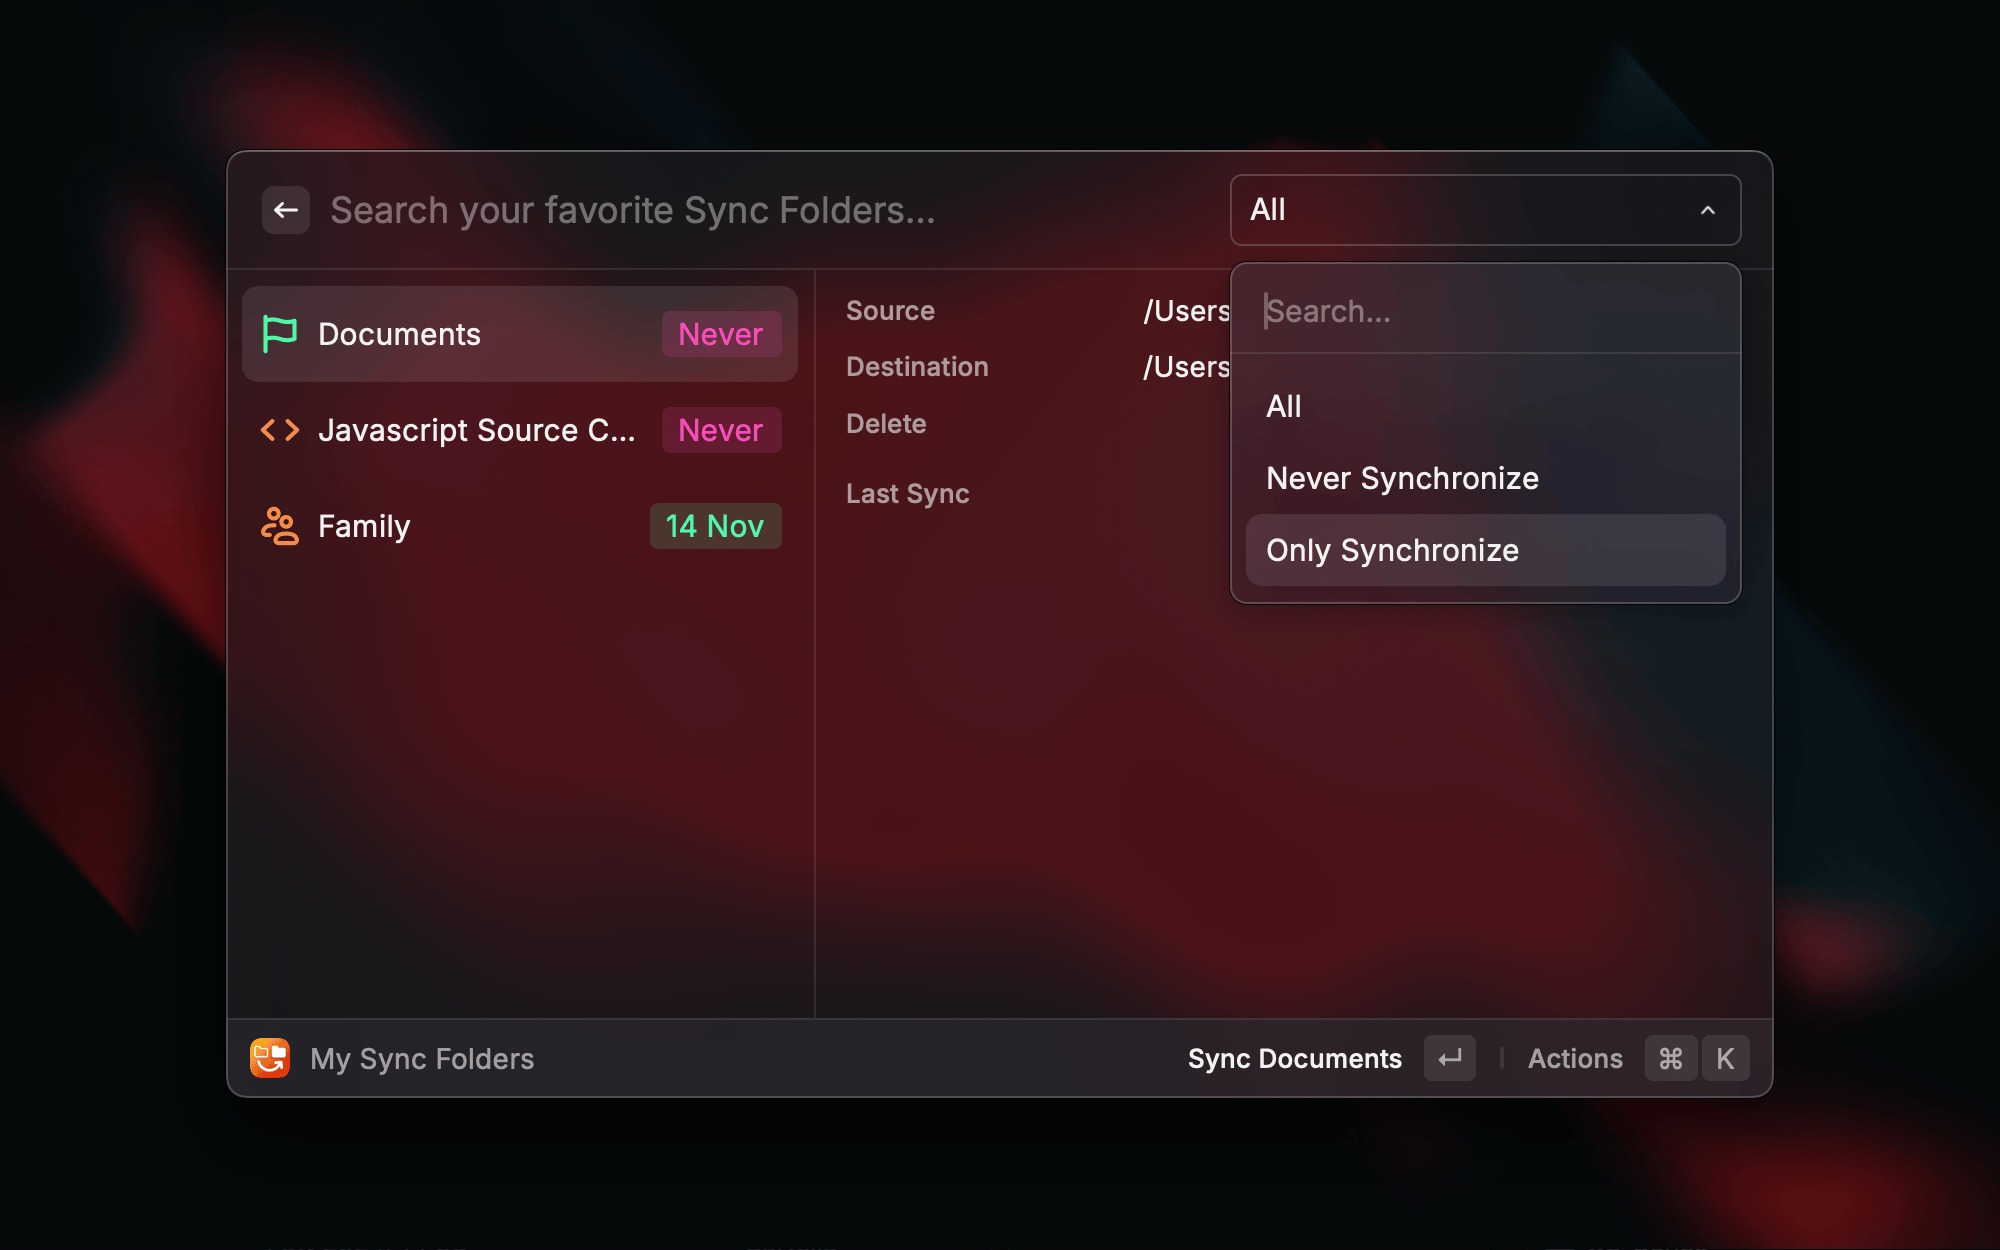 Search your favorite Sync Folders...
All
Search...
All
Never Synchronize
Only Synchronize
Documents Never
Javascript Source C... Never
Family 14 Nov
Source /Users
Destination /Users
Delete
Last Sync
My Sync Folders
Sync Documents ↵ Actions ⌘ K